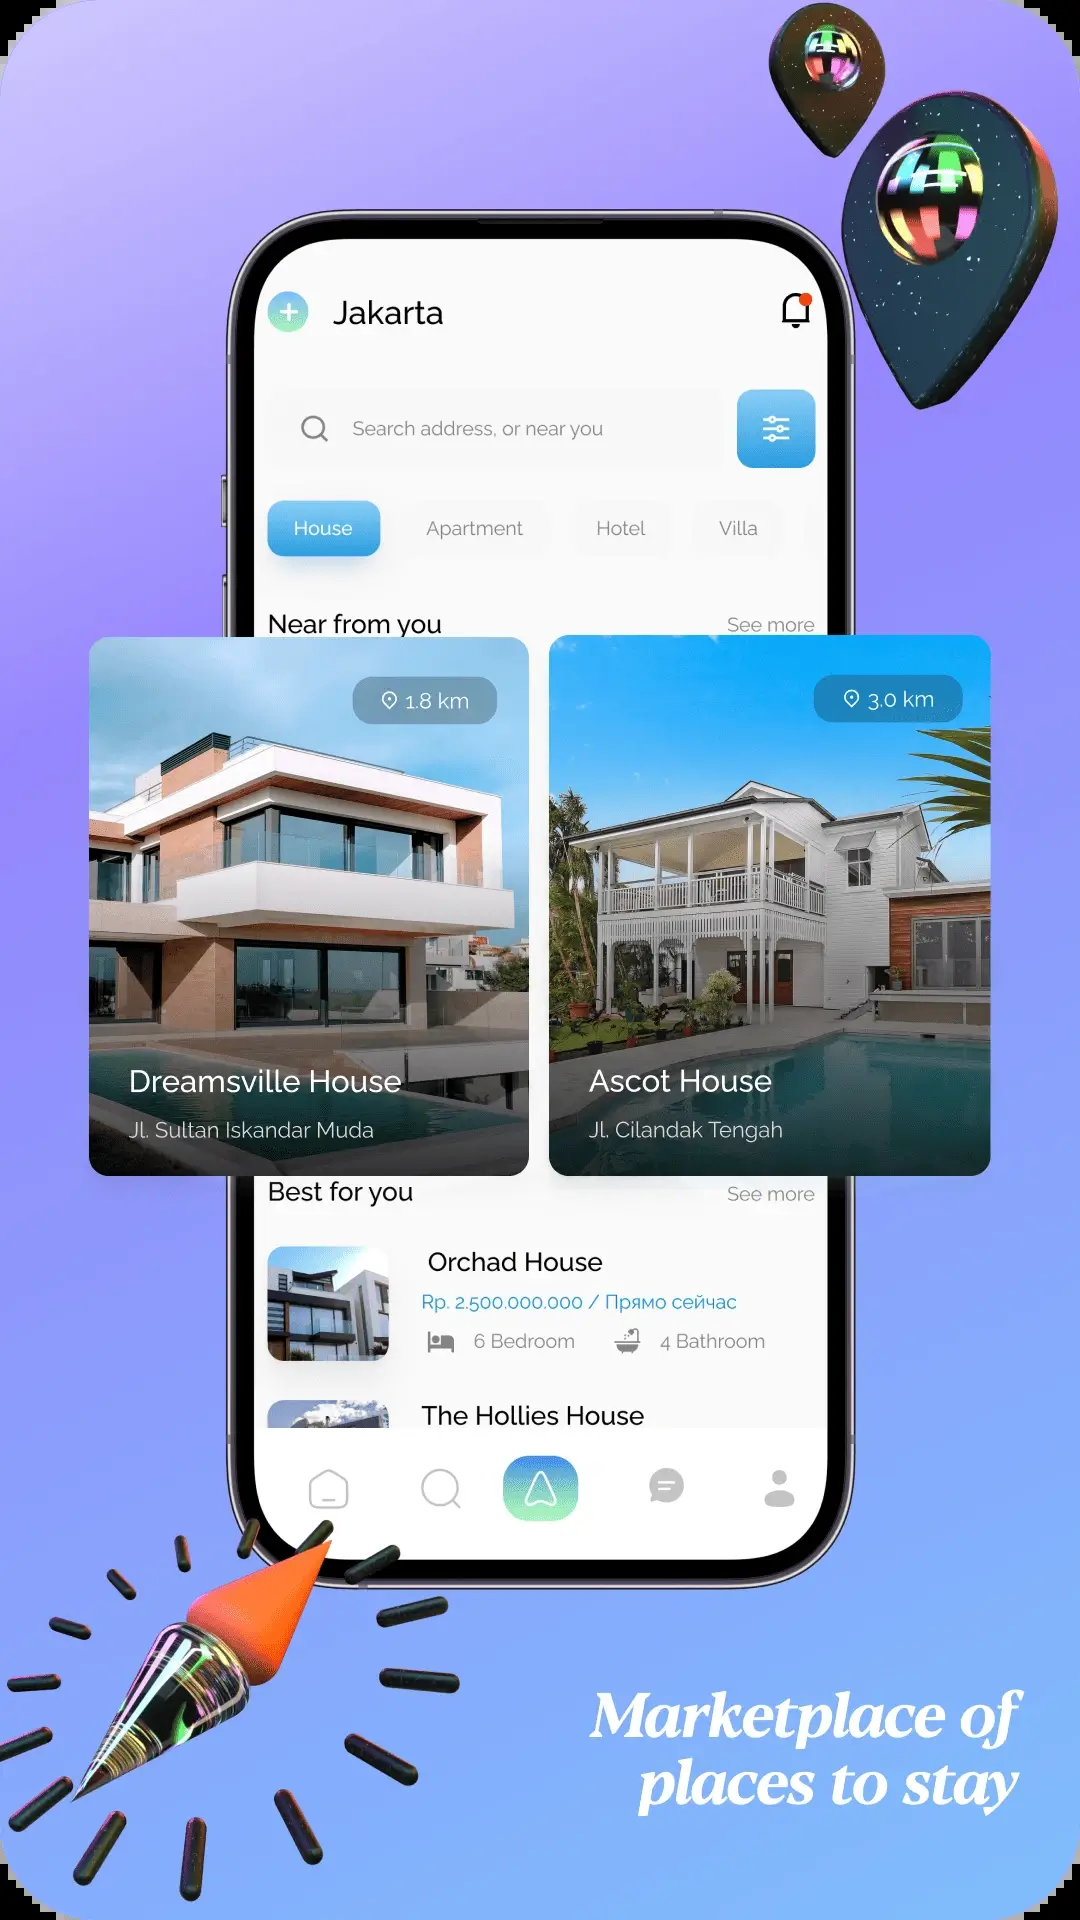 Jakarta
Search address, or near you
House
Apartment
Hotel
Villa
Near from you
See more
1.8 km
3.0 km
Dreamsville House
Jl. Sultan Iskandar Muda
Ascot House
Jl. Cilandak Tengah
Best for you
See more
Orchad House
Rp. 2.500.000.000 / Прямо сейчас
6 Bedroom
4 Bathroom
The Hollies House
Marketplace of
places to stay